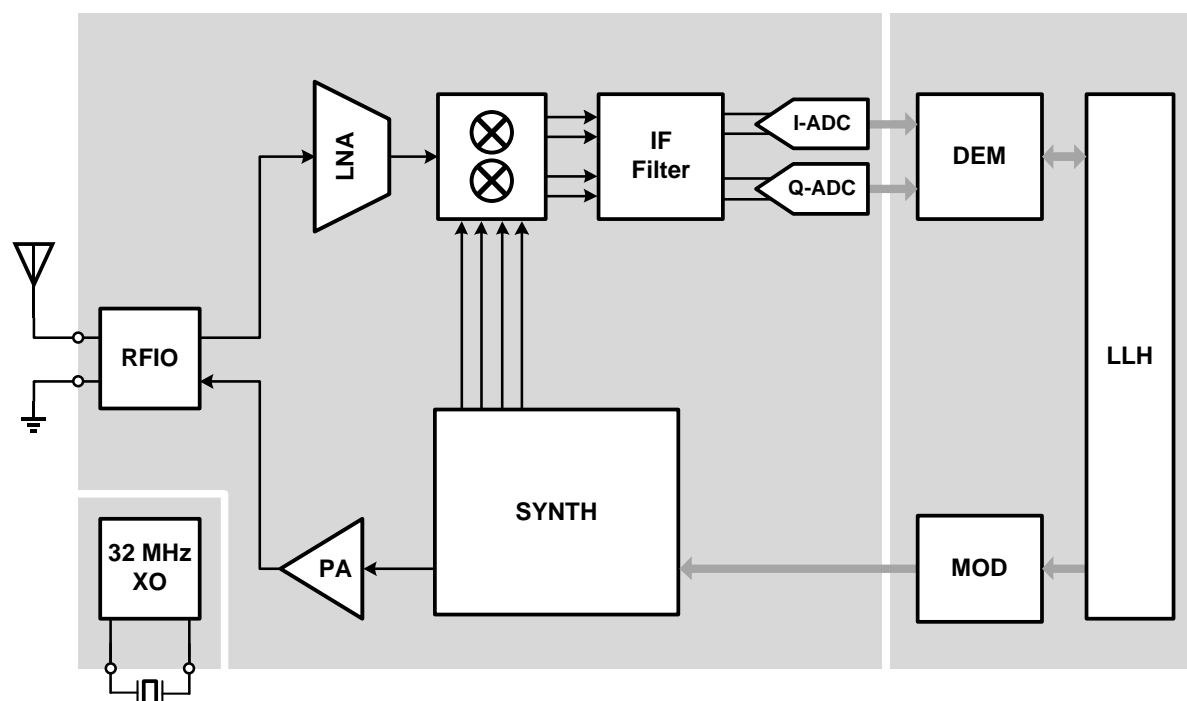 LNA
IF
Filter
I-ADC
Q-ADC
DEM
LLH
RFIO
SYNTH
PA
MOD
32 MHz
XO